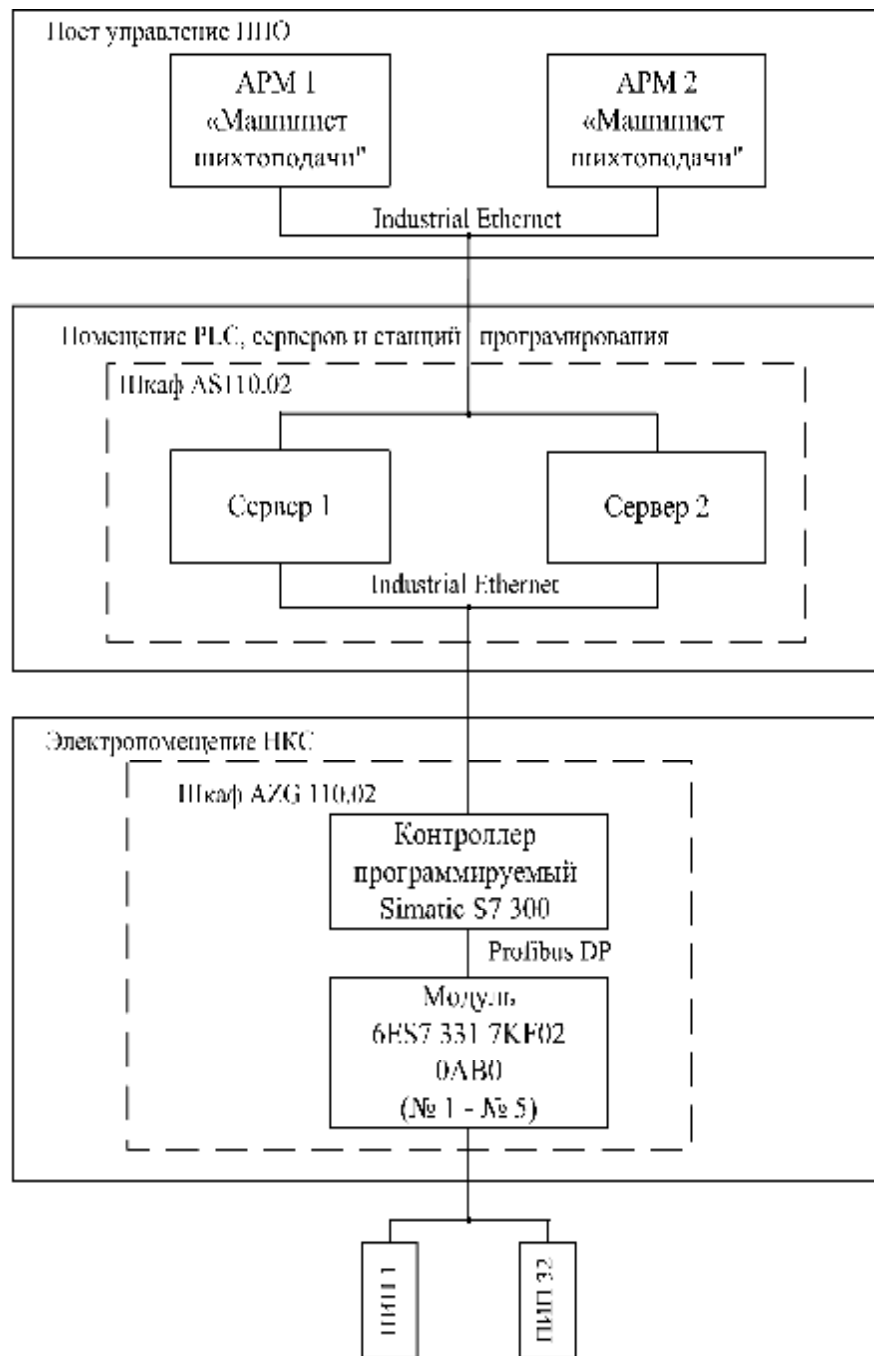 Пост управление ППО
АРМ 1
«Машинист
шихтоподачи"
АРМ 2
«Машинист
шихтоподачи"
Industrial Ethernet
Помещение PLC, серверов и станций програмирования
Шкаф AS110.02
Сервер 1
Сервер 2
Industrial Ethernet
Электропомещение НКС
Шкаф AZG 110.02
Контроллер
программируемый
Simatic S7 300
Profibus DP
Модуль
6ES7 331 7KF02
0AB0
(№ 1 - № 5)
ПИП 1
ПИП 32